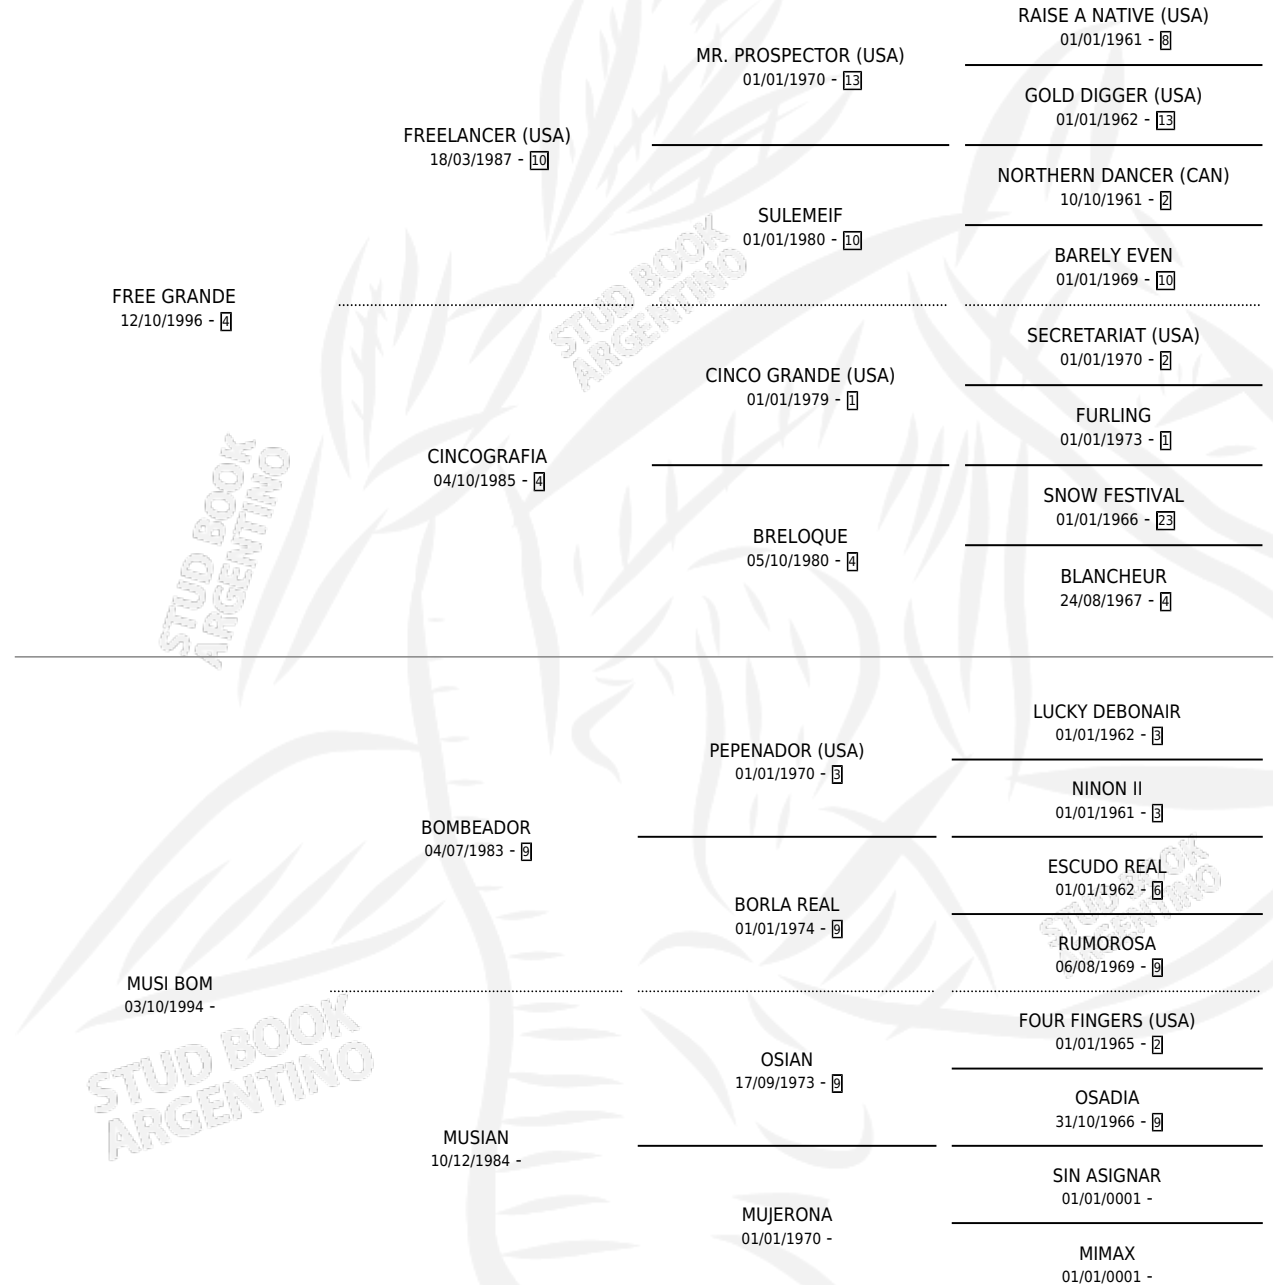 RAISE A NATIVE (USA)
01/01/1961 - 8
MR. PROSPECTOR (USA)
01/01/1970 - 13
GOLD DIGGER (USA)
01/01/1962 - 13
FREELANCER (USA)
18/03/1987 - 10
NORTHERN DANCER (CAN)
10/10/1961 - 2
SULEMEIF
01/01/1980 - 10
BARELY EVEN
01/01/1969 - 10
FREE GRANDE
12/10/1996 - 4
SECRETARIAT (USA)
01/01/1970 - 2
CINCO GRANDE (USA)
01/01/1979 - 1
FURLING
01/01/1973 - 1
CINCOGRAFIA
04/10/1985 - 4
SNOW FESTIVAL
01/01/1966 - 23
BRELOQUE
05/10/1980 - 4
BLANCHEUR
24/08/1967 - 4
STUD BOOK
ARGENTINO
STUD BOOK
ARGENTINO
LUCKY DEBONAIR
01/01/1962 - 3
PEPENADOR (USA)
01/01/1970 - 3
NINON II
01/01/1961 - 3
BOMBEADOR
04/07/1983 - 9
ESCUDO REAL
01/01/1962 - 6
BORLA REAL
01/01/1974 - 9
RUMOROSA
06/08/1969 - 9
MUSI BOM
03/10/1994 -
FOUR FINGERS (USA)
01/01/1965 - 2
OSIAN
17/09/1973 - 9
OSADIA
31/10/1966 - 9
MUSIAN
10/12/1984 -
SIN ASIGNAR
01/01/0001 -
MUJERONA
01/01/1970 -
MIMAX
01/01/0001 -
STUD BOOK
ARGENTINO
STUD BOOK
ARGENTINO